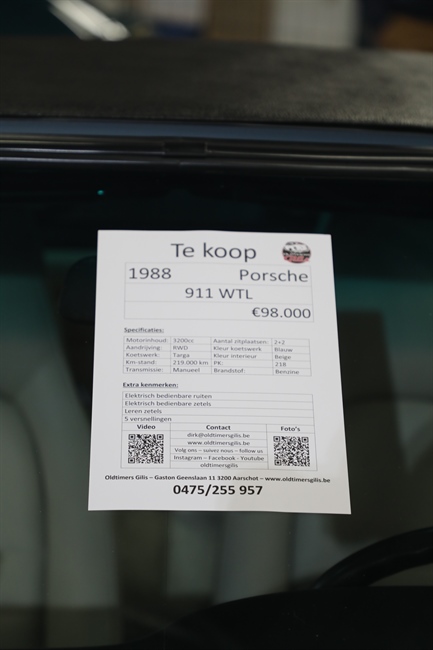 Te koop
1988 Porsche
911 WTL
€98.000
Specificaties:
Motorinhoud: 3200cc Aantal zitplaatsen: 2+2
Aandrijving: RWD Kleur koetswerk Blauw
Koetswerk: Targa Kleur interieur Beige
Km-stand: 219.000 km PK: 218
Transmissie: Manueel Brandstof: Benzine
Extra kenmerken:
Elektrisch bedienbare ruiten
Elektrisch bedienbare zetels
Leren zetels
5 versnellingen
Video Contact Foto's
dirk@oldtimersgilis.be
www.oldtimersgilis.be
Volg ons – suivez nous – follow us
Instagram – Facebook - Youtube
oldtimersgilis
Oldtimers Gilis – Gaston Geenslaan 11 3200 Aarschot – www.oldtimersgilis.be
0475/255 957